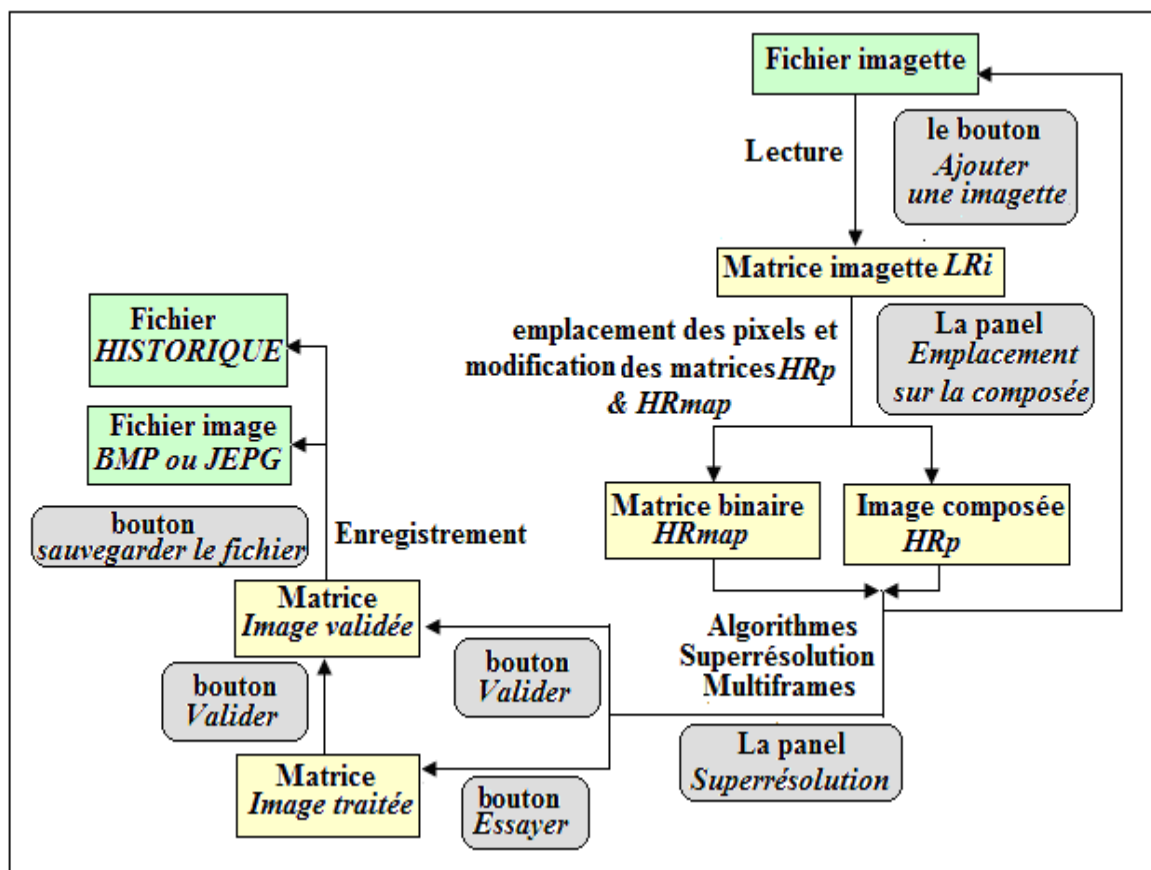 Fichier imagette
le bouton
Ajouter
une imagette
Lecture
Matrice imagette LRi
La panel
Emplacement
sur la composée
emplacement des pixels et
modification des matrices HRp
& HRmap
Matrice binaire
HRmap
Image composée
HRp
Algorithmes
Superrésolution
Multiframes
La panel
Superrésolution
Fichier
HISTORIQUE
Fichier image
BMP ou JEPG
bouton
sauvegarder le fichier
Enregistrement
Matrice
Image validée
bouton
Valider
bouton
Valider
Matrice
Image traitée
bouton
Essayer